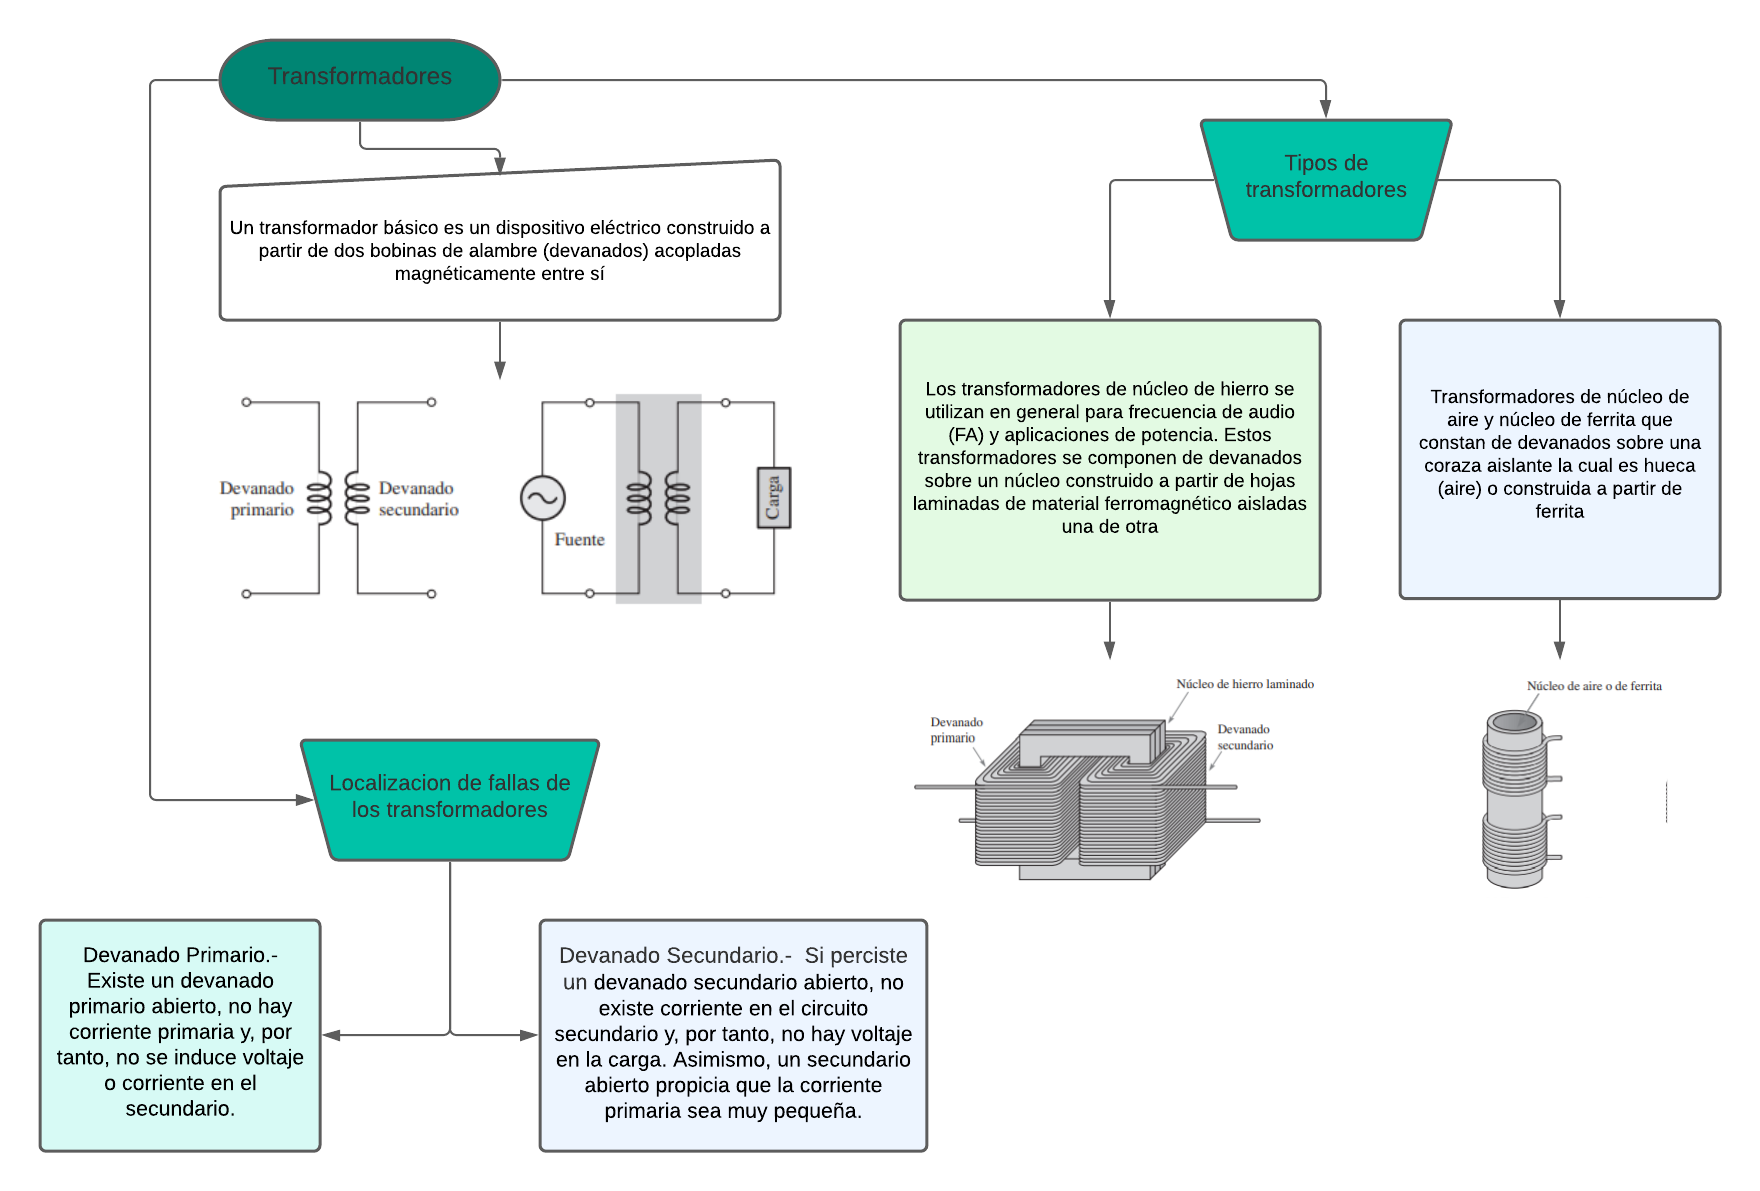 Transformadores
Un transformador básico es un dispositivo eléctrico construido a
partir de dos bobinas de alambre (devanados) acopladas
magnéticamente entre sí
Devanado
primario
Devanado
secundario
Fuente
Carga
Tipos de
transformadores
Los transformadores de núcleo de hierro se
utilizan en general para frecuencia de audio
(FA) y aplicaciones de potencia. Estos
transformadores se componen de devanados
sobre un núcleo construido a partir de hojas
laminadas de material ferromagnético aisladas
una de otra
Transformadores de núcleo de
aire y núcleo de ferrita que
constan de devanados sobre una
coraza aislante la cual es hueca
(aire) o construida a partir de
ferrita
Núcleo de hierro laminado
Devanado
primario
Devanado
secundario
Núcleo de aire o de ferrita
Localizacion de fallas de
los transformadores
Devanado Primario.-
Existe un devanado
primario abierto, no hay
corriente primaria y, por
tanto, no se induce voltaje
o corriente en el
secundario.
Devanado Secundario.-  Si perciste
un devanado secundario abierto, no
existe corriente en el circuito
secundario y, por tanto, no hay voltaje
en la carga. Asimismo, un secundario
abierto propicia que la corriente
primaria sea muy pequeña.